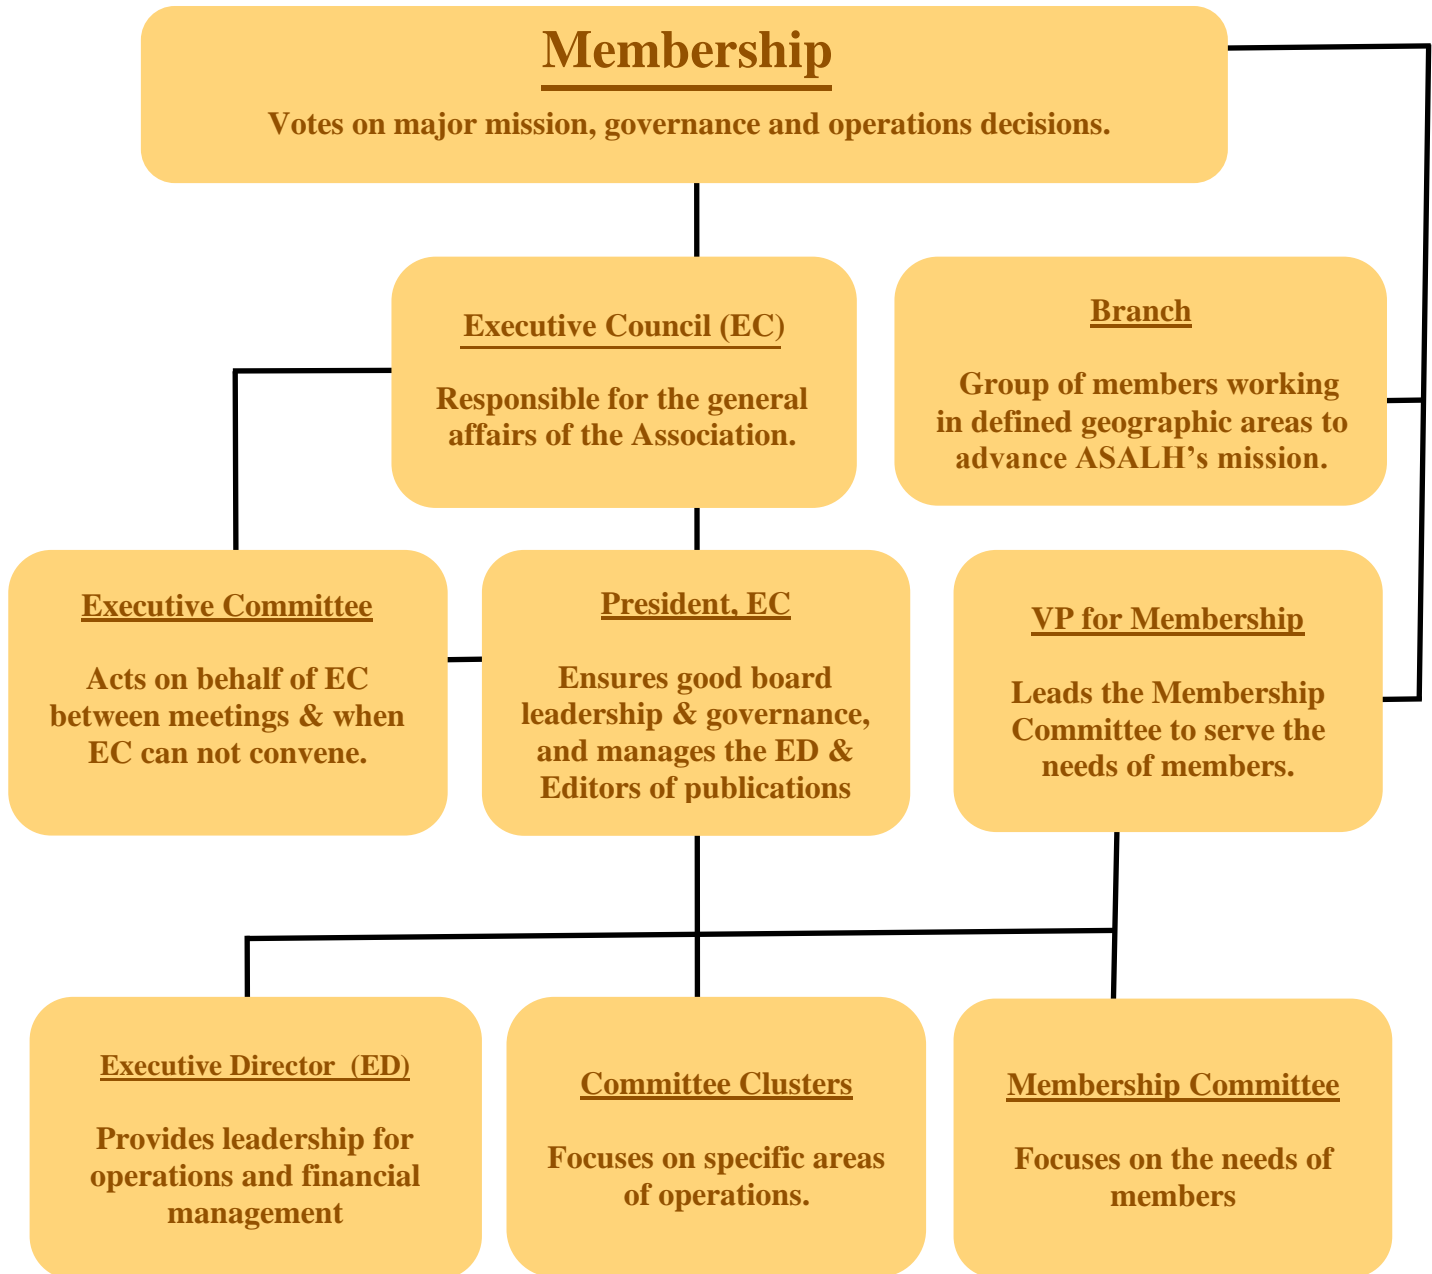 Membership
Votes on major mission, governance and operations decisions.
Executive Council (EC)
Responsible for the general
affairs of the Association.
Branch
Group of members working
in defined geographic areas to
advance ASALH’s mission.
Executive Committee
Acts on behalf of EC
between meetings & when
EC can not convene.
President, EC
Ensures good board
leadership & governance,
and manages the ED &
Editors of publications
VP for Membership
Leads the Membership
Committee to serve the
needs of members.
Executive Director  (ED)
Provides leadership for
operations and financial
management
Committee Clusters
Focuses on specific areas
of operations.
Membership Committee
Focuses on the needs of
members